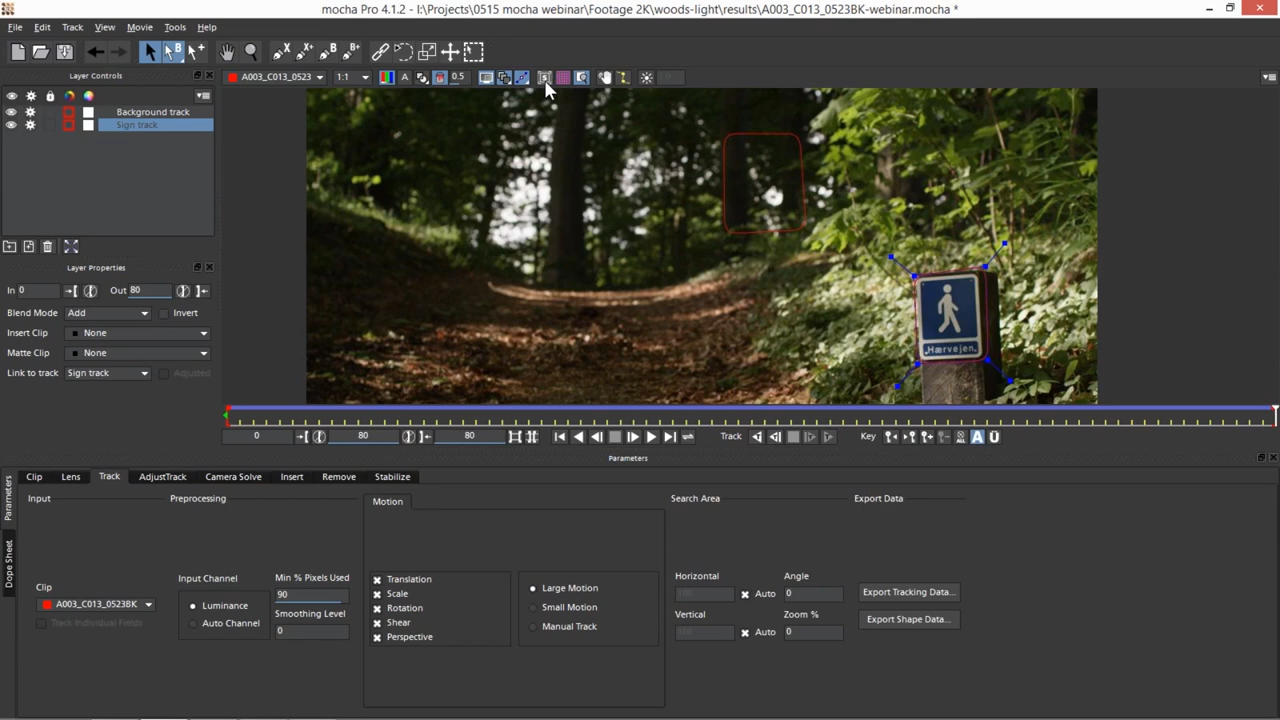 mocha Pro 4.1.2 - I:\Projects\0515 mocha webinar\Footage 2K\woods-light\results\A003_C013_0523BK-webinar.mocha *
File Edit Track View Movie Tools Help
Layer Controls
A003_C013_0523
1:1
A
0.5
Background track
Sign track
Layer Properties
In 0 Out 80
Blend Mode Add Invert
Insert Clip None
Matte Clip None
Link to track Sign track Adjusted
Hærvejen.
0 80 80 Track Key A
Parameters
Clip Lens Track AdjustTrack Camera Solve Insert Remove Stabilize
Parameters
Dope Sheet
Input
Clip
A003_C013_0523BK
Track Individual Fields
Preprocessing
Input Channel
Luminance
Auto Channel
Min % Pixels Used
90
Smoothing Level
0
Motion
Translation
Scale
Rotation
Shear
Perspective
Large Motion
Small Motion
Manual Track
Search Area
Horizontal Angle
Auto 0
Vertical Zoom %
Auto 0
Export Data
Export Tracking Data...
Export Shape Data...